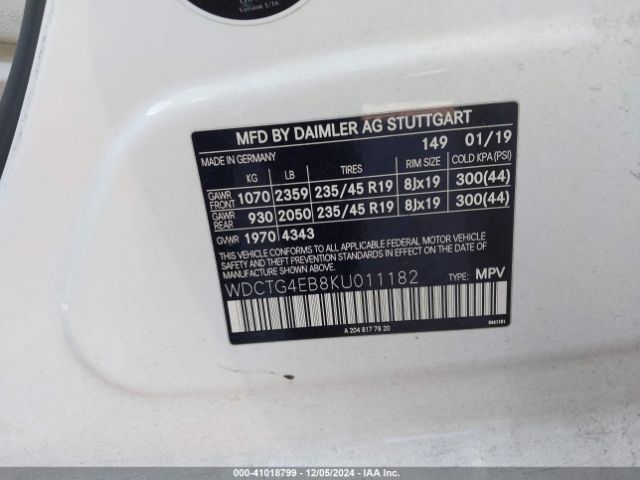 Version 1/16
MFD BY DAIMLER AG STUTTGART
149 01/19
MADE IN GERMANY
KG LB TIRES RIM SIZE COLD KPA(PSI)
GAWR FRONT 1070 2359 235/45 R19 8Jx19 300(44)
GAWR REAR 930 2050 235/45 R19 8Jx19 300(44)
GVWR 1970 4343
THIS VEHICLE CONFORMS TO ALL APPLICABLE FEDERAL MOTOR VEHICLE
SAFETY, BUMPER, AND THEFT PREVENTION STANDARDS IN EFFECT ON THE DATE OF
MANUFACTURE SHOWN ABOVE.
WDCTG4EB8KU011182 TYPE: MPV
A 204 817 78 20
000-41018799 - 12/05/2024 - IAA Inc.